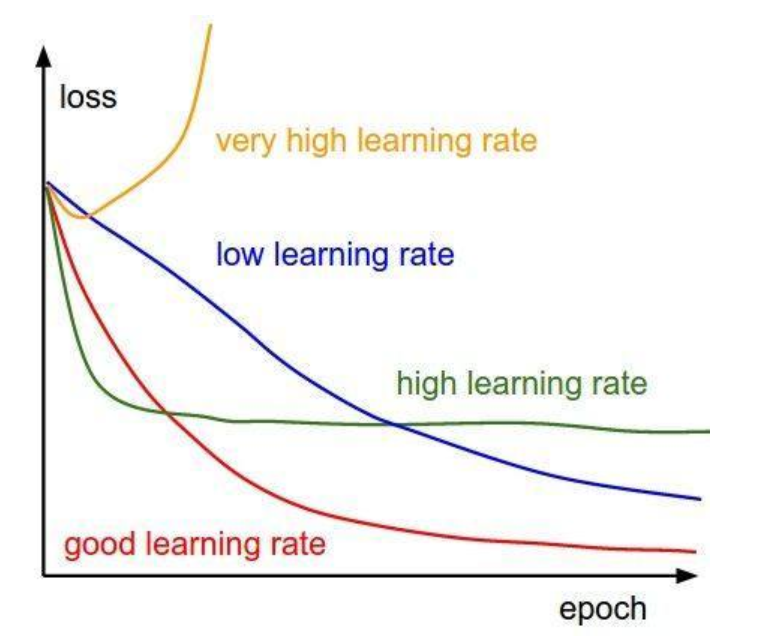 loss
very high learning rate
low learning rate
high learning rate
good learning rate
epoch